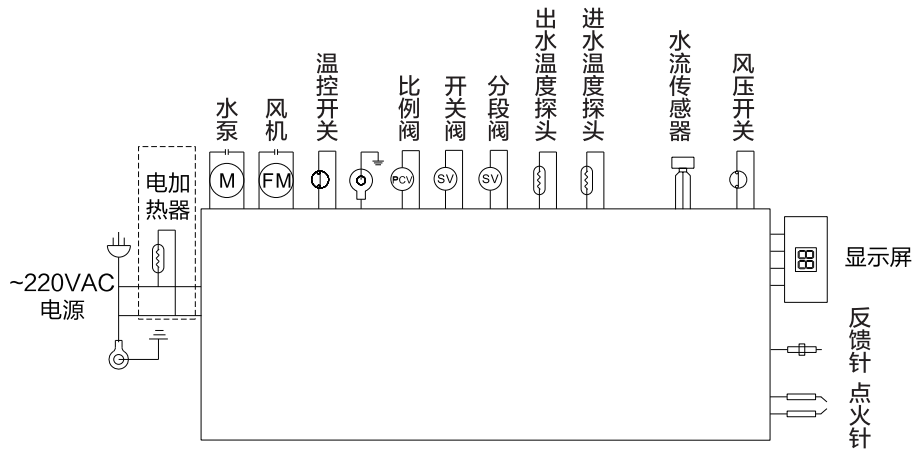 水泵
风机
温控开关
比例阀
开关阀
分段阀
出水温度探头
进水温度探头
水流传感器
风压开关
M
FM
PCV
SV
SV
电加
热器
~220VAC
电源
88
显示屏
反馈针
点火针